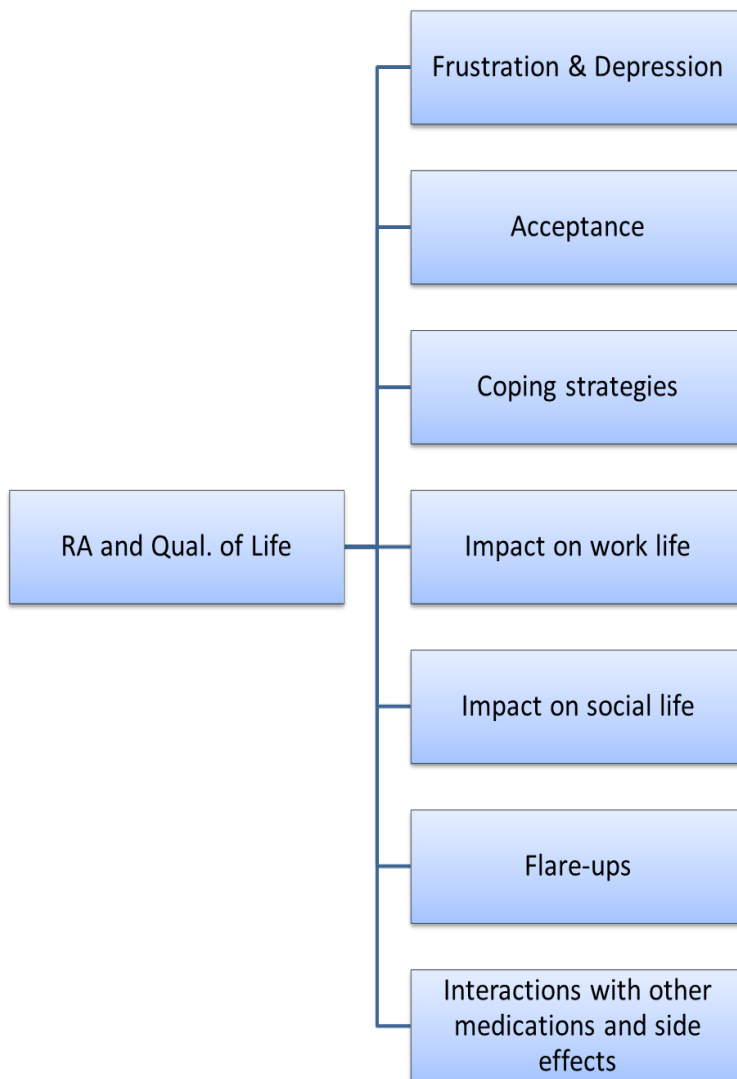 Frustration & Depression
Acceptance
Coping strategies
RA and Qual. of Life
Impact on work life
Impact on social life
Flare-ups
Interactions with other
medications and side
effects